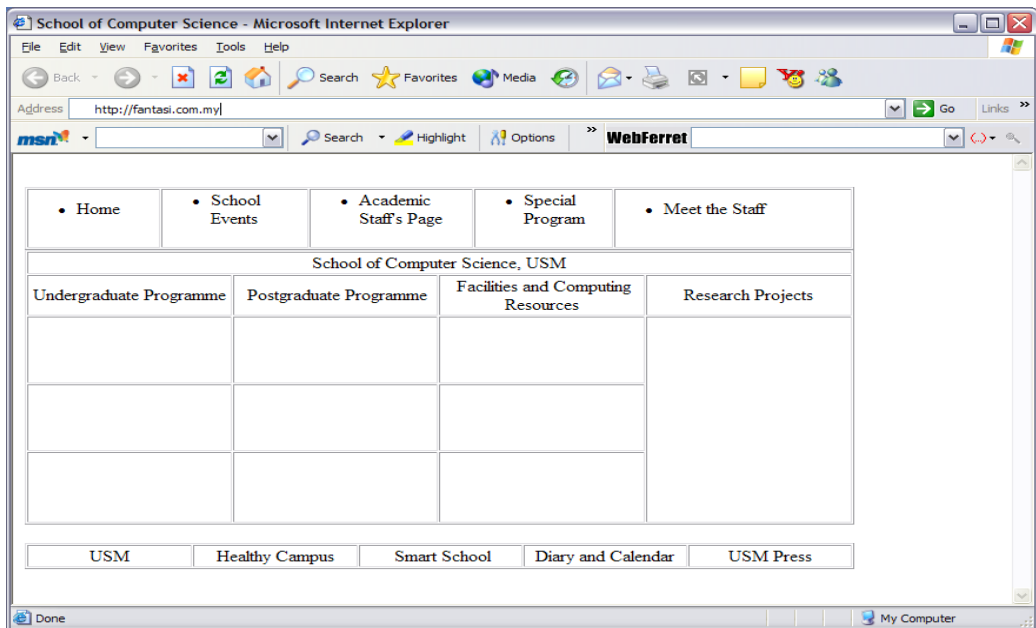 School of Computer Science - Microsoft Internet Explorer
File Edit View Favorites Tools Help
Back Search Favorites Media
Address http://fantasi.com.my Go Links »
msn Search Highlight Options » WebFerret
• Home
• School
Events
• Academic
Staff's Page
• Special
Program
• Meet the Staff
School of Computer Science, USM
Undergraduate Programme
Postgraduate Programme
Facilities and Computing
Resources
Research Projects
USM Healthy Campus Smart School Diary and Calendar USM Press
Done My Computer